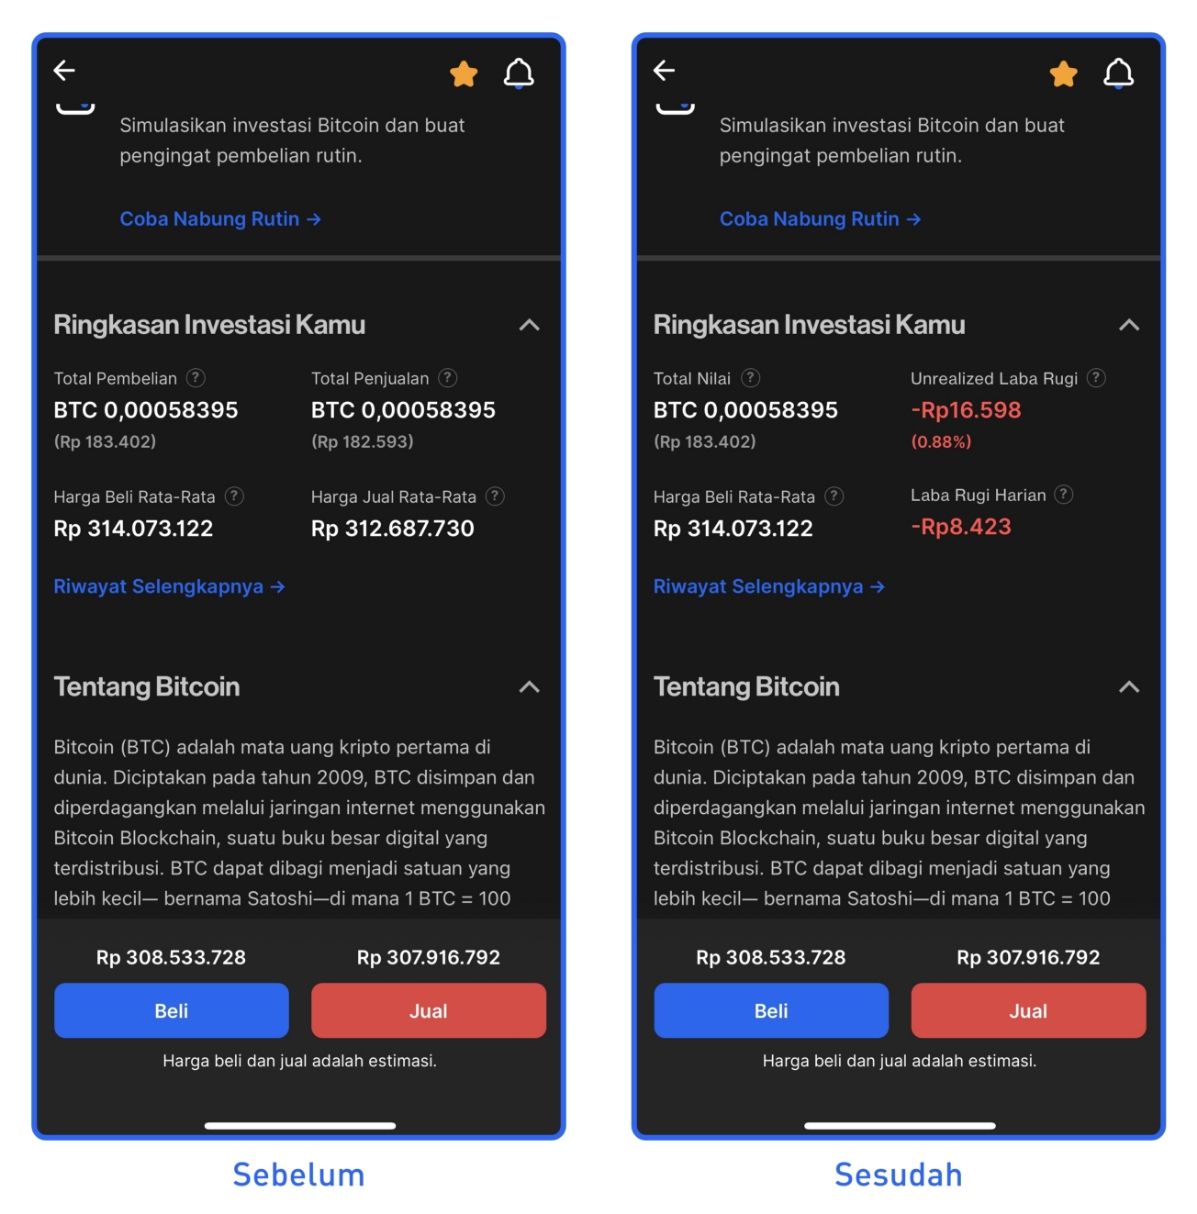 Simulasikan investasi Bitcoin dan buat
pengingat pembelian rutin.
Coba Nabung Rutin →
Ringkasan Investasi Kamu
Total Pembelian ?
Total Penjualan ?
BTC 0,00058395
BTC 0,00058395
(Rp 183.402)
(Rp 182.593)
Harga Beli Rata-Rata ?
Harga Jual Rata-Rata ?
Rp 314.073.122
Rp 312.687.730
Riwayat Selengkapnya →
Tentang Bitcoin
Bitcoin (BTC) adalah mata uang kripto pertama di
dunia. Diciptakan pada tahun 2009, BTC disimpan dan
diperdagangkan melalui jaringan internet menggunakan
Bitcoin Blockchain, suatu buku besar digital yang
terdistribusi. BTC dapat dibagi menjadi satuan yang
lebih kecil— bernama Satoshi—di mana 1 BTC = 100
Rp 308.533.728
Rp 307.916.792
Beli
Jual
Harga beli dan jual adalah estimasi.
Sebelum
Simulasikan investasi Bitcoin dan buat
pengingat pembelian rutin.
Coba Nabung Rutin →
Ringkasan Investasi Kamu
Total Nilai ?
Unrealized Laba Rugi ?
BTC 0,00058395
-Rp16.598
(Rp 183.402)
(0.88%)
Harga Beli Rata-Rata ?
Laba Rugi Harian ?
Rp 314.073.122
-Rp8.423
Riwayat Selengkapnya →
Tentang Bitcoin
Bitcoin (BTC) adalah mata uang kripto pertama di
dunia. Diciptakan pada tahun 2009, BTC disimpan dan
diperdagangkan melalui jaringan internet menggunakan
Bitcoin Blockchain, suatu buku besar digital yang
terdistribusi. BTC dapat dibagi menjadi satuan yang
lebih kecil— bernama Satoshi—di mana 1 BTC = 100
Rp 308.533.728
Rp 307.916.792
Beli
Jual
Harga beli dan jual adalah estimasi.
Sesudah